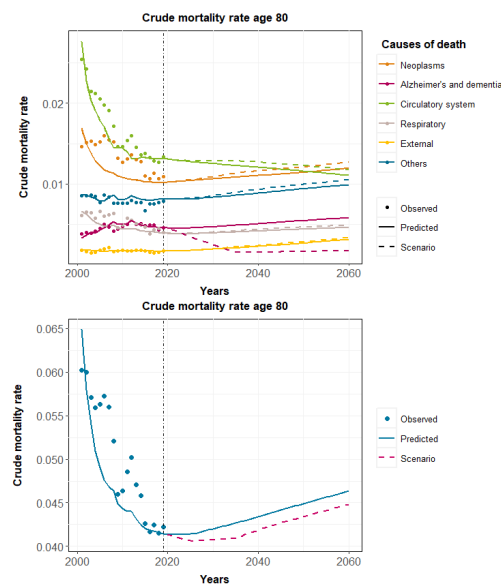 Crude mortality rate age 80
Crude mortality rate
0.02
0.01
2000
2020
2040
2060
Years
Causes of death
Neoplasms
Alzheimer's and dementia
Circulatory system
Respiratory
External
Others
Observed
Predicted
Scenario
Crude mortality rate age 80
Crude mortality rate
0.065
0.060
0.055
0.050
0.045
0.040
2000
2020
2040
2060
Years
Observed
Predicted
Scenario